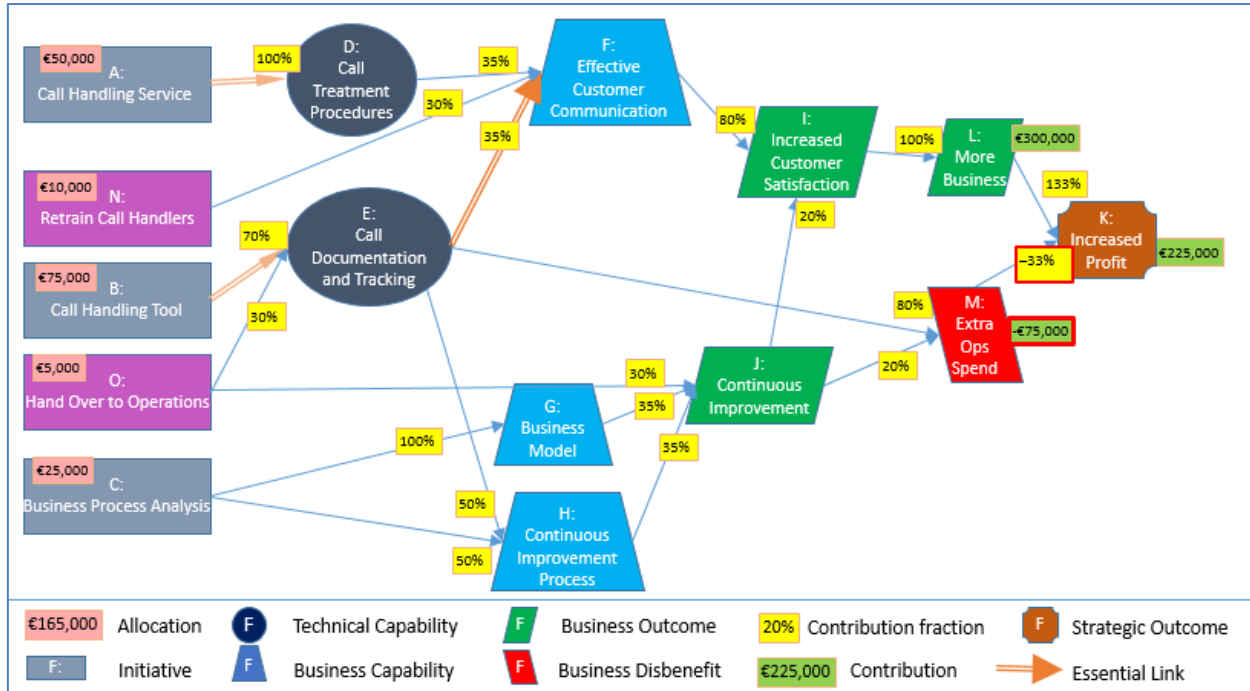 €50,000
A:
Call Handling Service
100%
D:
Call
Treatment
Procedures
35%
F:
Effective
Customer
Communication
30%
35%
80%
I:
Increased
Customer
Satisfaction
100%
L:
More
Business
€300,000
133%
€10,000
N:
Retrain Call Handlers
70%
E:
Call
Documentation
and Tracking
20%
K:
Increased
Profit
€225,000
–33%
€75,000
B:
Call Handling Tool
30%
80%
M:
Extra
Ops
Spend
-€75,000
€5,000
O:
Hand Over to Operations
30%
J:
Continuous
Improvement
20%
G:
Business
Model
35%
100%
35%
€25,000
C:
Business Process Analysis
50%
50%
H:
Continuous
Improvement
Process
€165,000 Allocation F Technical Capability F Business Outcome 20% Contribution fraction F Strategic Outcome
F: Initiative F Business Capability F Business Disbenefit €225,000 Contribution Essential Link